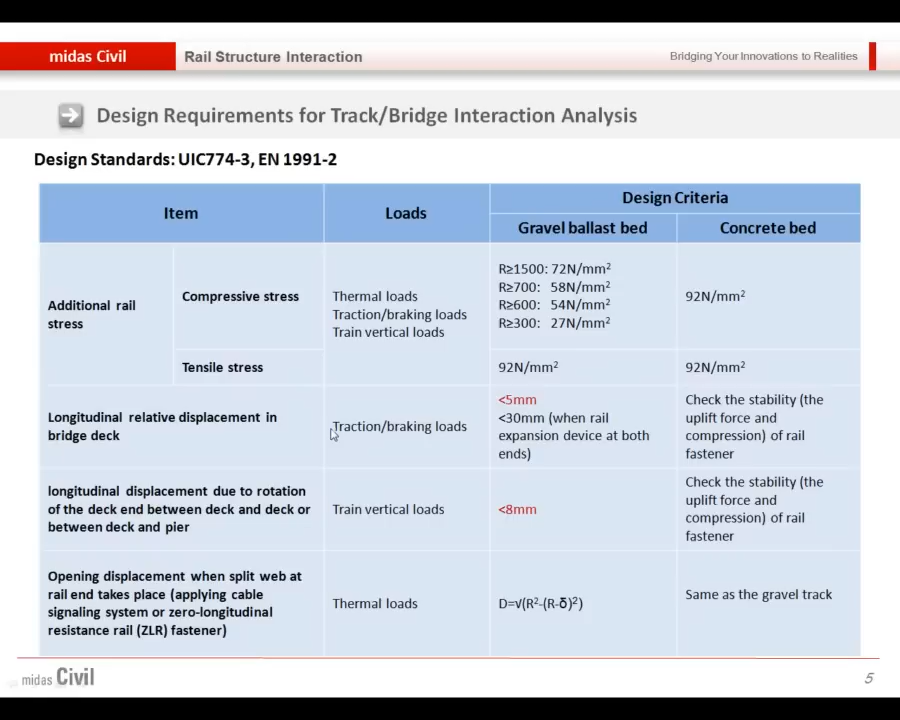 midas Civil
Rail Structure Interaction
Bridging Your Innovations to Realities
Design Requirements for Track/Bridge Interaction Analysis
Design Standards: UIC774-3, EN 1991-2
Item
Loads
Design Criteria
Gravel ballast bed
Concrete bed
Additional rail
stress
Compressive stress
Thermal loads
Traction/braking loads
Train vertical loads
R≥1500: 72N/mm²
R≥700: 58N/mm²
R≥600: 54N/mm²
R≥300: 27N/mm²
92N/mm²
Tensile stress
92N/mm²
92N/mm²
Longitudinal relative displacement in
bridge deck
Traction/braking loads
<5mm
<30mm (when rail
expansion device at both
ends)
Check the stability (the
uplift force and
compression) of rail
fastener
longitudinal displacement due to rotation
of the deck end between deck and deck or
between deck and pier
Train vertical loads
<8mm
Check the stability (the
uplift force and
compression) of rail
fastener
Opening displacement when split web at
rail end takes place (applying cable
signaling system or zero-longitudinal
resistance rail (ZLR) fastener)
Thermal loads
D=√(R²-(R-δ)²)
Same as the gravel track
midas Civil
5